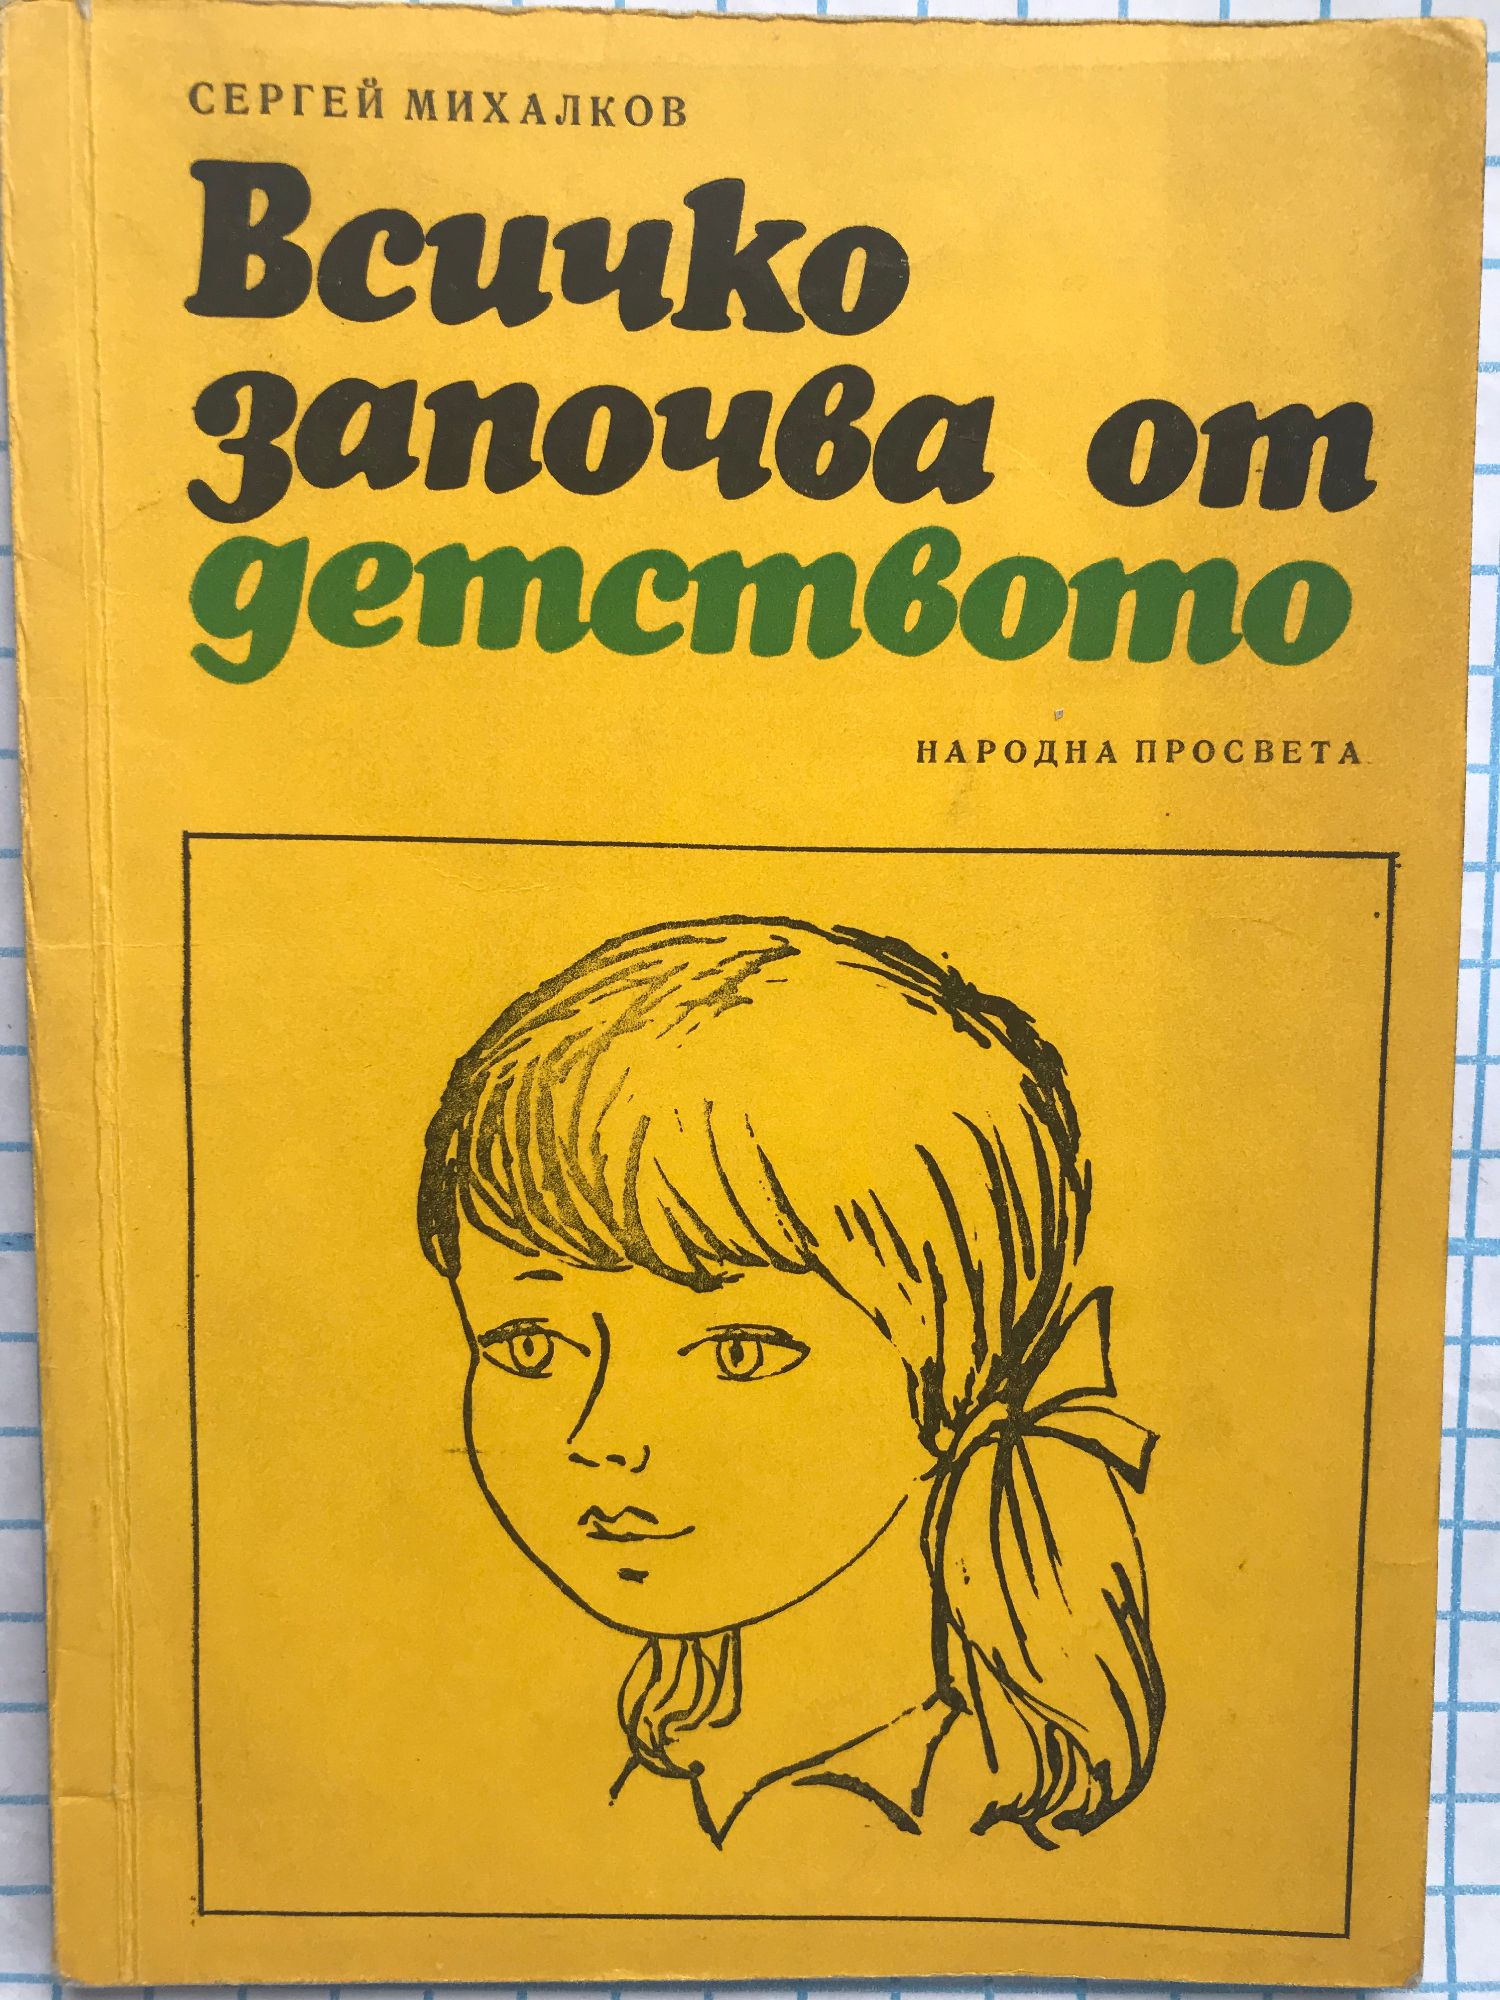 СЕРГЕЙ МИХАЛКОВ
Всичко
започва от
детството
НАРОДНА ПРОСВЕТА